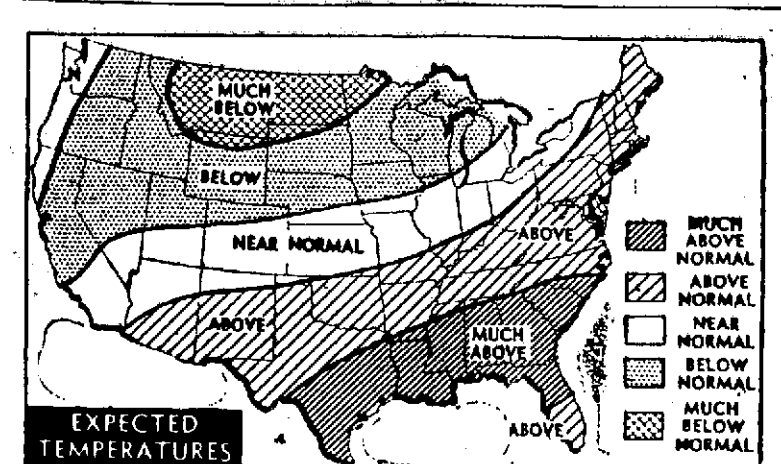 N
MUCH
BELOW
BELOW
NEAR NORMAL
ABOVE
ABOVE
MUCH
ABOVE
ABOVE
MUCH
ABOVE
NORMAL
ABOVE
NORMAL
NEAR
NORMAL
BELOW
NORMAL
MUCH
BELOW
NORMAL
EXPECTED
TEMPERATURES